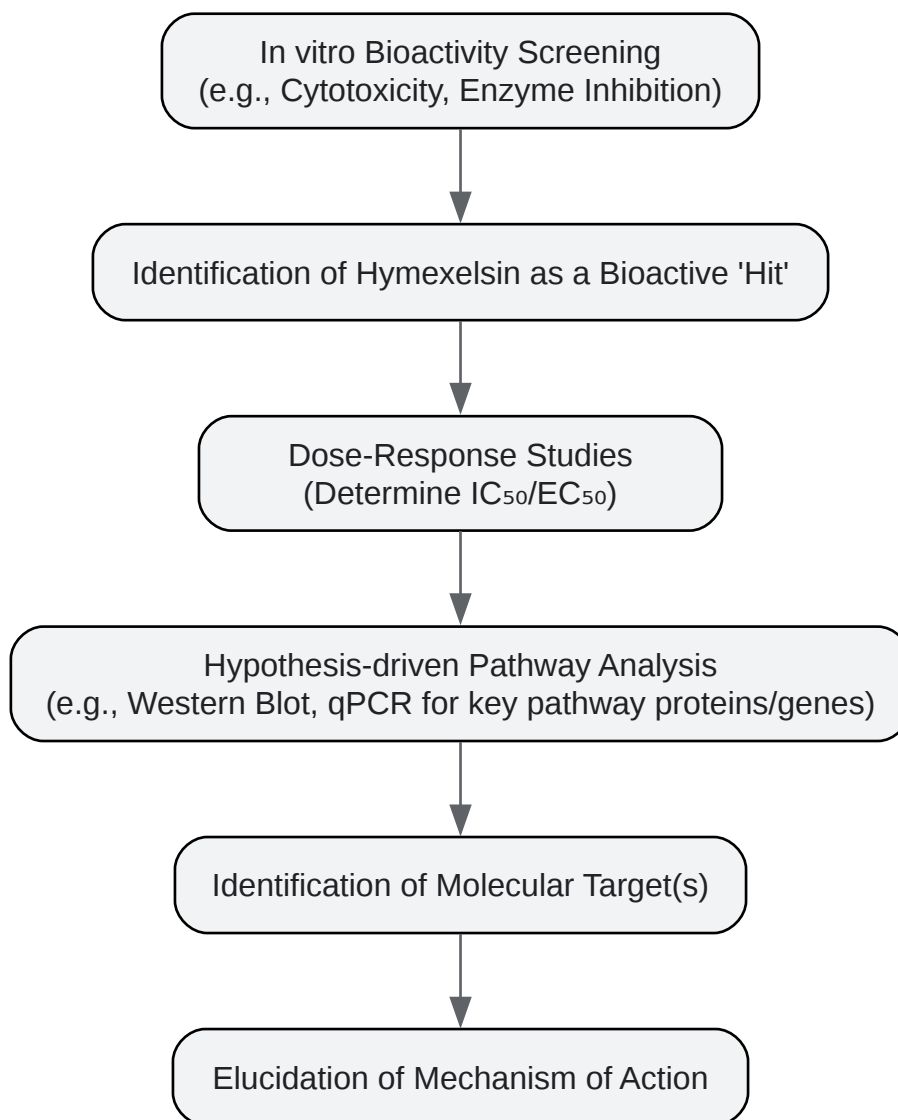 In vitro Bioactivity Screening
(e.g., Cytotoxicity, Enzyme Inhibition)
Identification of Hymexelsin as a Bioactive 'Hit'
Dose-Response Studies
(Determine IC₅₀/EC₅₀)
Hypothesis-driven Pathway Analysis
(e.g., Western Blot, qPCR for key pathway proteins/genes)
Identification of Molecular Target(s)
Elucidation of Mechanism of Action